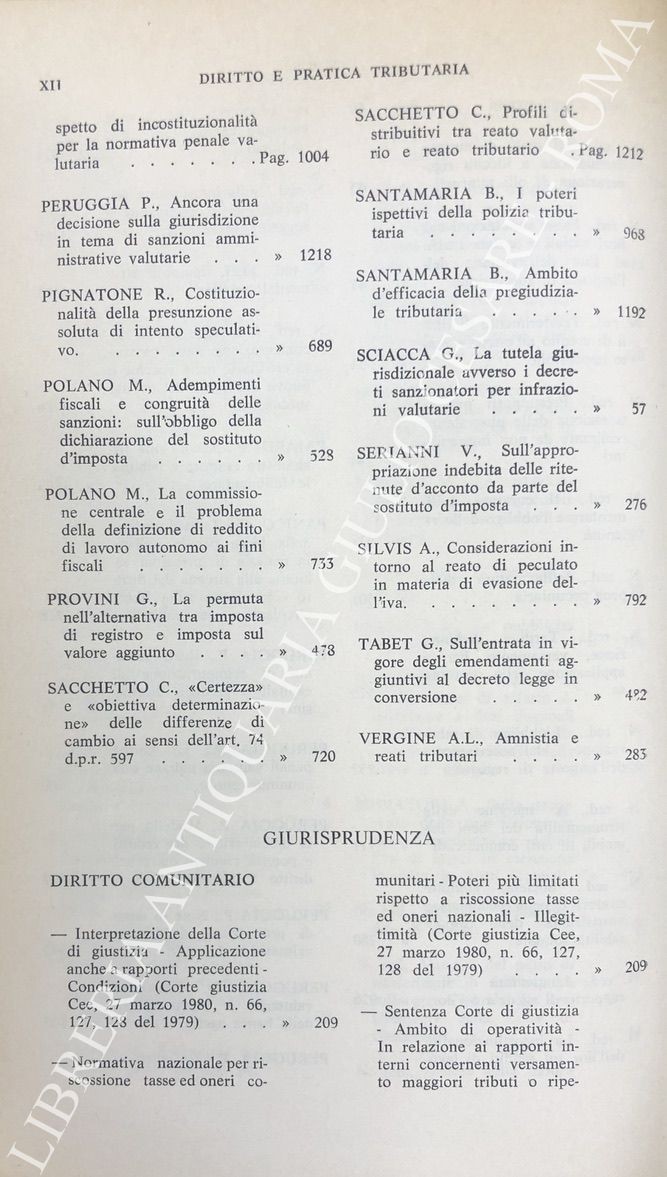 XII
DIRITTO E PRATICA TRIBUTARIA
spetto di incostituzionalità
per la normativa penale va-
lutaria . . . . . . . Pag. 1004
PERUGGIA P., Ancora una
decisione sulla giurisdizione
in tema di sanzioni ammi-
nistrative valutarie . . . » 1218
PIGNATONE R., Costituzio-
nalità della presunzione as-
soluta di intento speculati-
vo. . . . . . . . . » 689
POLANO M., Adempimenti
fiscali e congruità delle
sanzioni: sull'obbligo della
dichiarazione del sostituto
d'imposta . . . . . . » 528
POLANO M., La commissio-
ne centrale e il problema
della definizione di reddito
di lavoro autonomo ai fini
fiscali . . . . . . . » 733
PROVINI G., La permuta
nell'alternativa tra imposta
di registro e imposta sul
valore aggiunto . . . . » 478
SACCHETTO C., «Certezza»
e «obiettiva determinazio-
ne» delle differenze di
cambio ai sensi dell'art. 74
d.p.r. 597 . . . . . . » 720
SACCHETTO C., Profili di-
stribuitivi tra reato valuta-
rio e reato tributario . Pag. 1212
SANTAMARIA B., I poteri
ispettivi della polizia tribu-
taria . . . . . . . . » 968
SANTAMARIA B., Ambito
d'efficacia della pregiudizia-
le tributaria . . . . . . » 1192
SCIACCA G., La tutela giu-
risdizionale avverso i decre-
ti sanzionatori per infrazio-
ni valutarie . . . . . » 57
SERIANNI V., Sull'appro-
priazione indebita delle rite-
nute d'acconto da parte del
sostituto d'imposta . . . » 276
SILVIS A., Considerazioni in-
torno al reato di peculato
in materia di evasione del-
l'iva. . . . . . . . . » 792
TABET G., Sull'entrata in vi-
gore degli emendamenti ag-
giuntivi al decreto legge in
conversione . . . . . » 482
VERGINE A.L., Amnistia e
reati tributari . . . . » 283
GIURISPRUDENZA
DIRITTO COMUNITARIO
— Interpretazione della Corte
di giustizia - Applicazione
anche a rapporti precedenti -
Condizioni (Corte giustizia
Cee, 27 marzo 1980, n. 66,
127, 128 del 1979) . . . » 209
— Normativa nazionale per ri-
scossione tasse ed oneri co-
munitari - Poteri più limitati
rispetto a riscossione tasse
ed oneri nazionali - Illegit-
timità (Corte giustizia Cee,
27 marzo 1980, n. 66, 127,
128 del 1979) . . . . » 209
— Sentenza Corte di giustizia
- Ambito di operatività -
In relazione ai rapporti in-
terni concernenti versamen-
to maggiori tributi o ripe-
LIBRERIA ANTIQUARIA GIULIO CESARE - ROMA